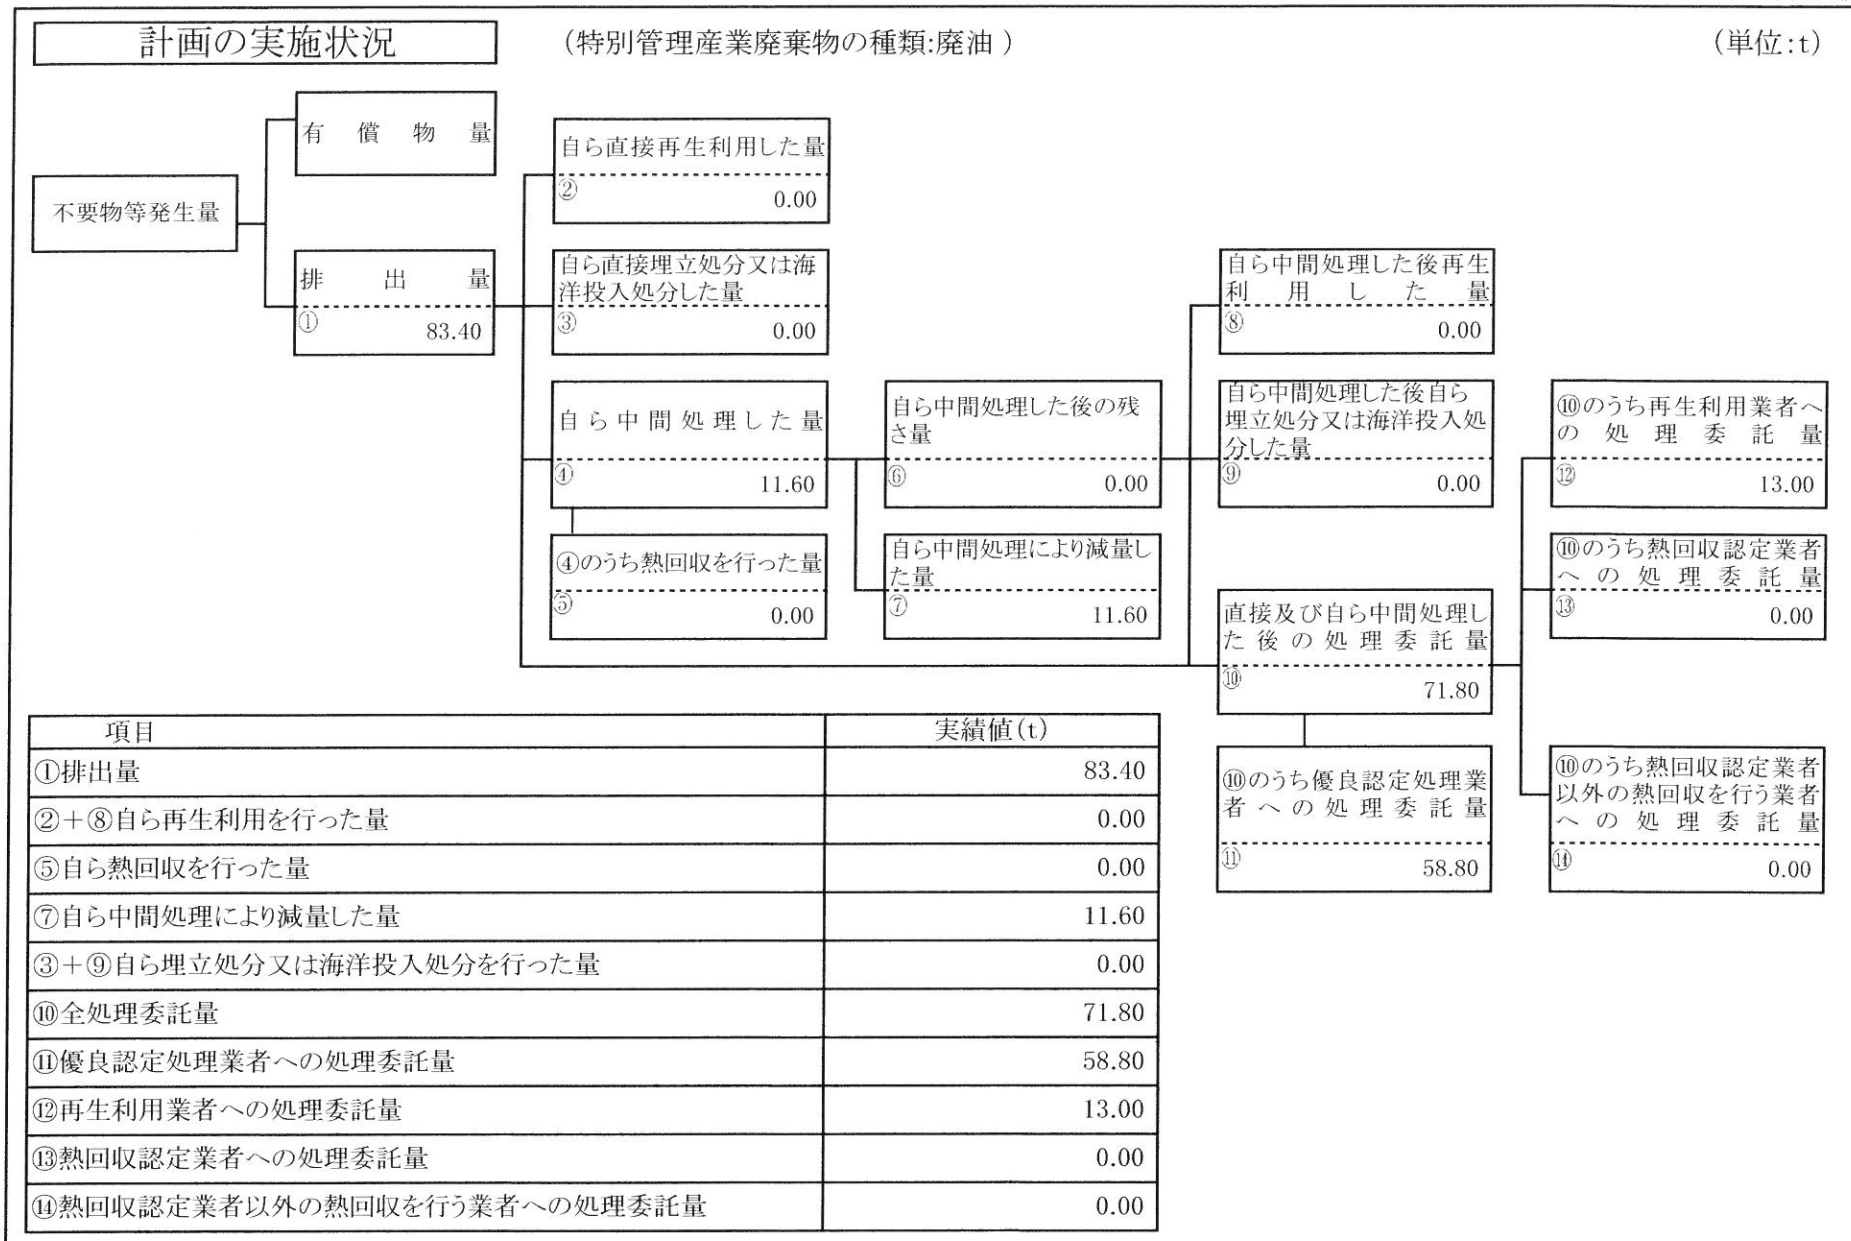 計画の実施状況
（特別管理産業廃棄物の種類:廃油 ）
（単位:t）
不要物等発生量
有償物量
排出量
①
83.40
自ら直接再生利用した量
②
0.00
自ら直接埋立処分又は海
洋投入処分した量
③
0.00
自ら中間処理した量
④
11.60
④のうち熱回収を行った量
⑤
0.00
自ら中間処理した後の残
さ量
⑥
0.00
自ら中間処理により減量し
た量
⑦
11.60
自ら中間処理した後再生
利用した量
⑧
0.00
自ら中間処理した後自ら
埋立処分又は海洋投入処
分した量
⑨
0.00
直接及び自ら中間処理し
た後の処理委託量
⑩
71.80
⑩のうち優良認定処理業
者への処理委託量
⑪
58.80
⑩のうち再生利用業者へ
の処理委託量
⑫
13.00
⑩のうち熱回収認定業者
への処理委託量
⑬
0.00
⑩のうち熱回収認定業者
以外の熱回収を行う業者
への処理委託量
⑭
0.00
項目 実績値(t)
①排出量 83.40
②＋⑧自ら再生利用を行った量 0.00
⑤自ら熱回収を行った量 0.00
⑦自ら中間処理により減量した量 11.60
③＋⑨自ら埋立処分又は海洋投入処分を行った量 0.00
⑩全処理委託量 71.80
⑪優良認定処理業者への処理委託量 58.80
⑫再生利用業者への処理委託量 13.00
⑬熱回収認定業者への処理委託量 0.00
⑭熱回収認定業者以外の熱回収を行う業者への処理委託量 0.00